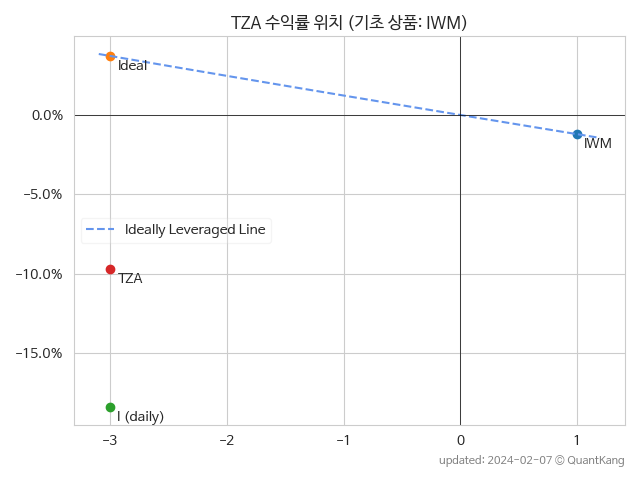 TZA 수익률 위치 (기초 상품: IWM)
Ideal
0.0%
IWM
−5.0%
Ideally Leveraged Line
−10.0%
TZA
−15.0%
I (daily)
−3
−2
−1
0
1
updated: 2024-02-07 © QuantKang